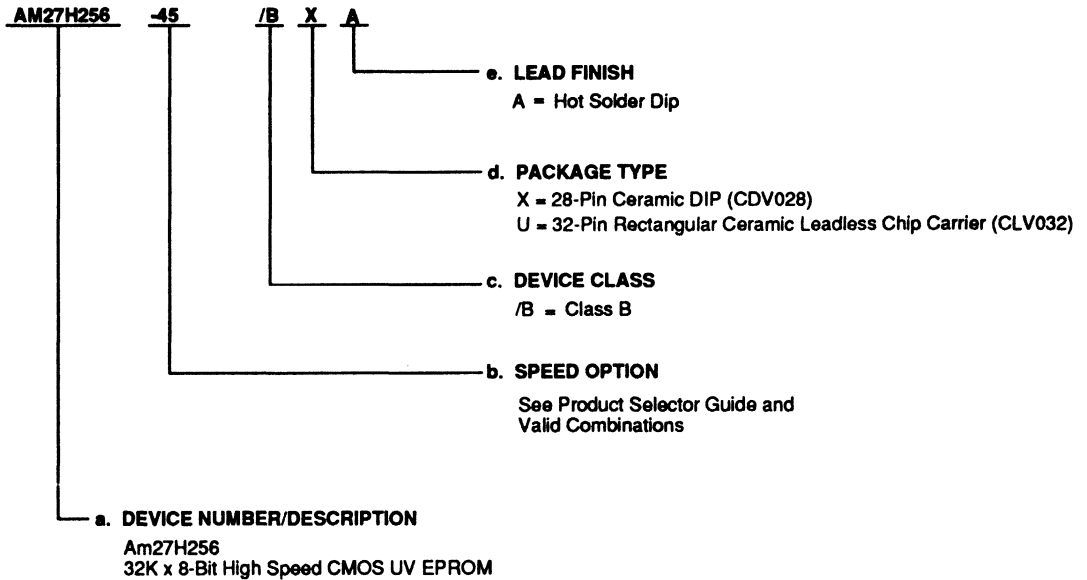 AM27H256 -45 /B X A
e. LEAD FINISH
A = Hot Solder Dip
d. PACKAGE TYPE
X = 28-Pin Ceramic DIP (CDV028)
U = 32-Pin Rectangular Ceramic Leadless Chip Carrier (CLV032)
c. DEVICE CLASS
/B = Class B
b. SPEED OPTION
See Product Selector Guide and
Valid Combinations
a. DEVICE NUMBER/DESCRIPTION
Am27H256
32K x 8-Bit High Speed CMOS UV EPROM